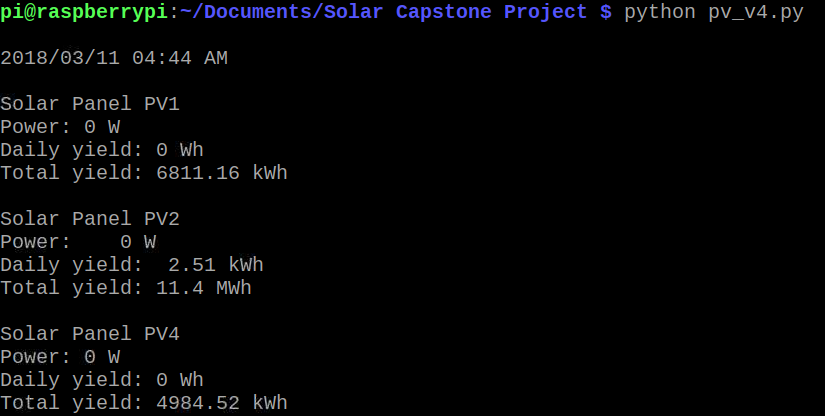 pi@raspberrypi:~/Documents/Solar Capstone Project $ python pv_v4.py
2018/03/11 04:44 AM
Solar Panel PV1
Power: 0 W
Daily yield: 0 Wh
Total yield: 6811.16 kWh
Solar Panel PV2
Power:    0 W
Daily yield:  2.51 kWh
Total yield: 11.4 MWh
Solar Panel PV4
Power: 0 W
Daily yield: 0 Wh
Total yield: 4984.52 kWh